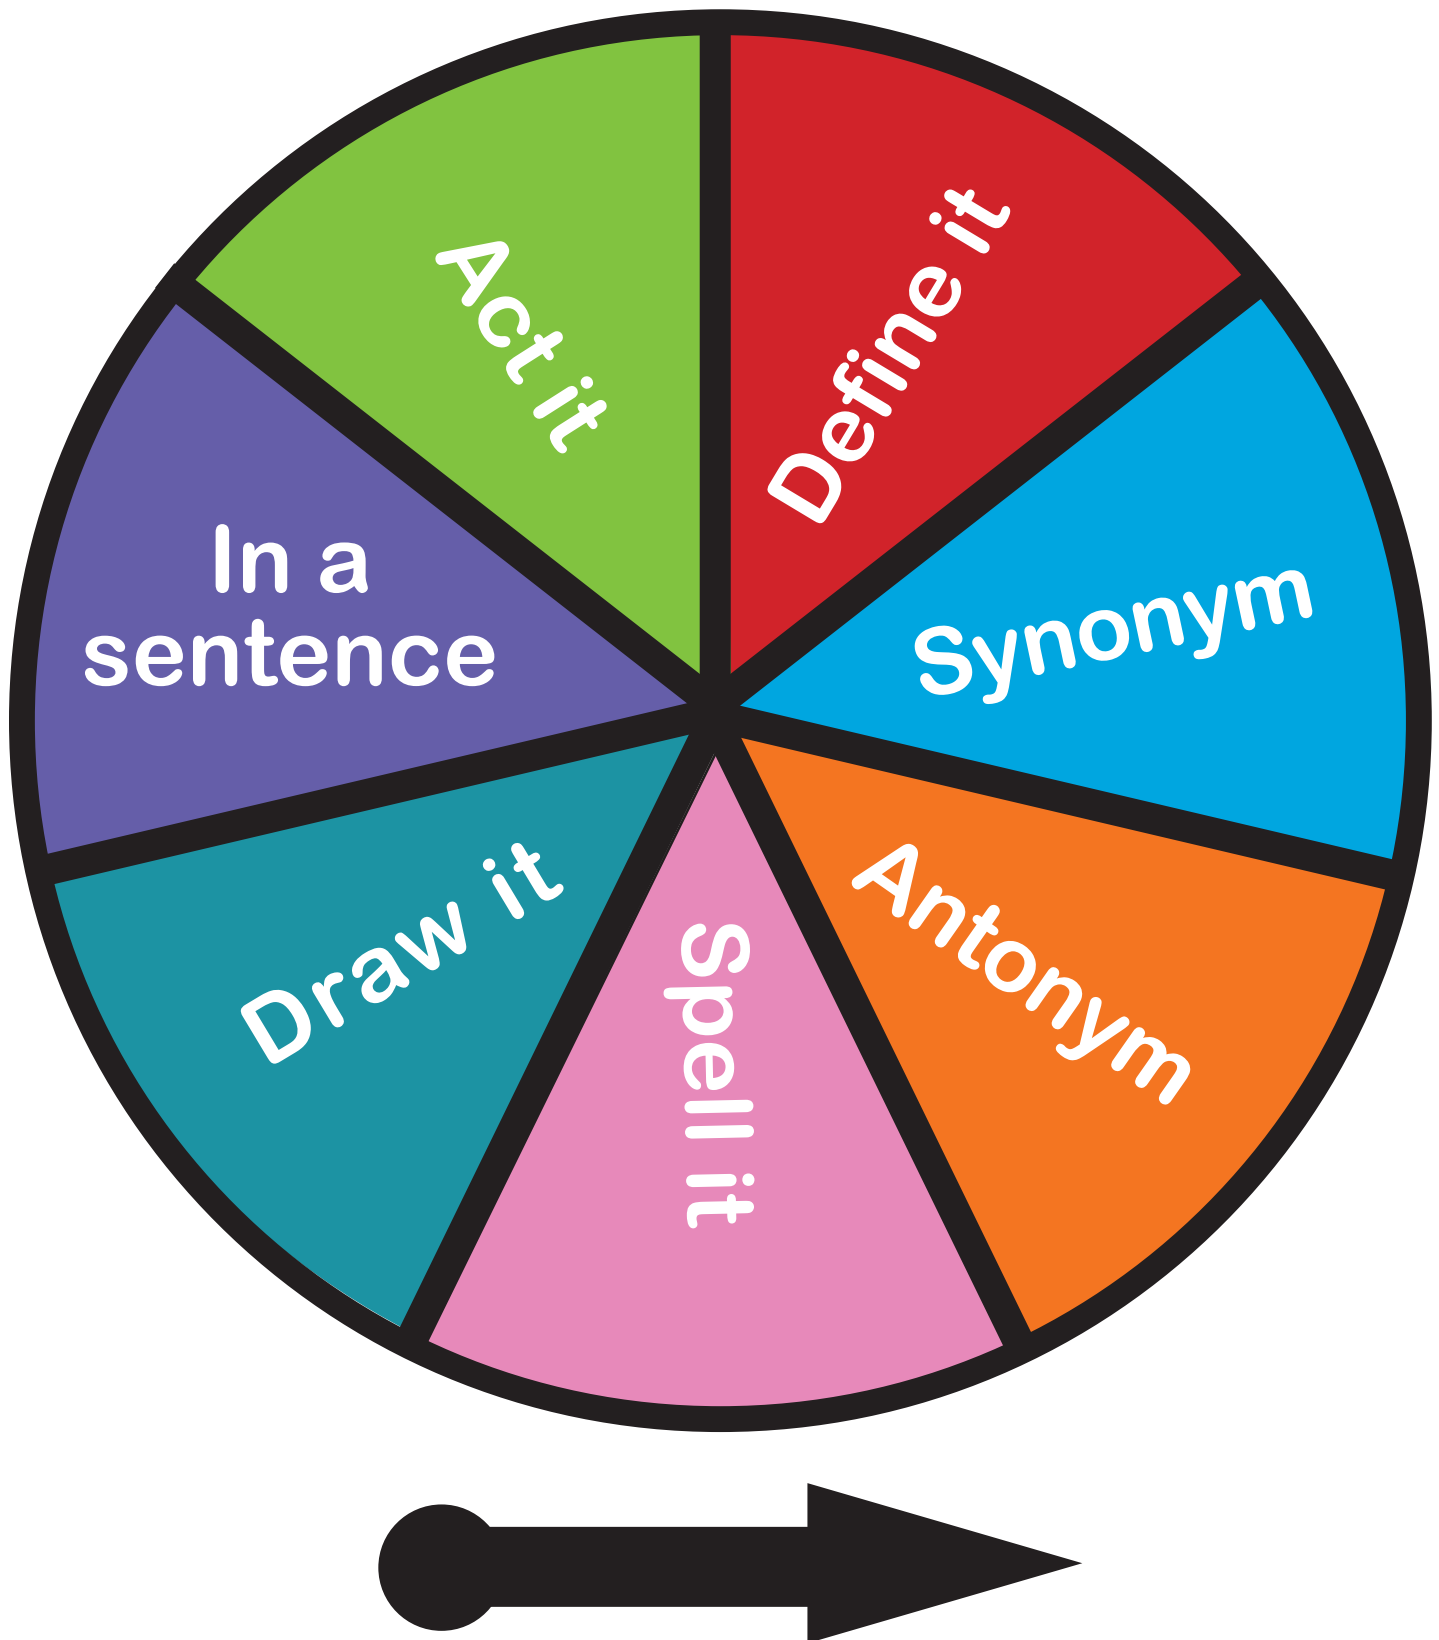 Act it
Define it
In a
sentence
Synonym
Draw it
Spell it
Antonym